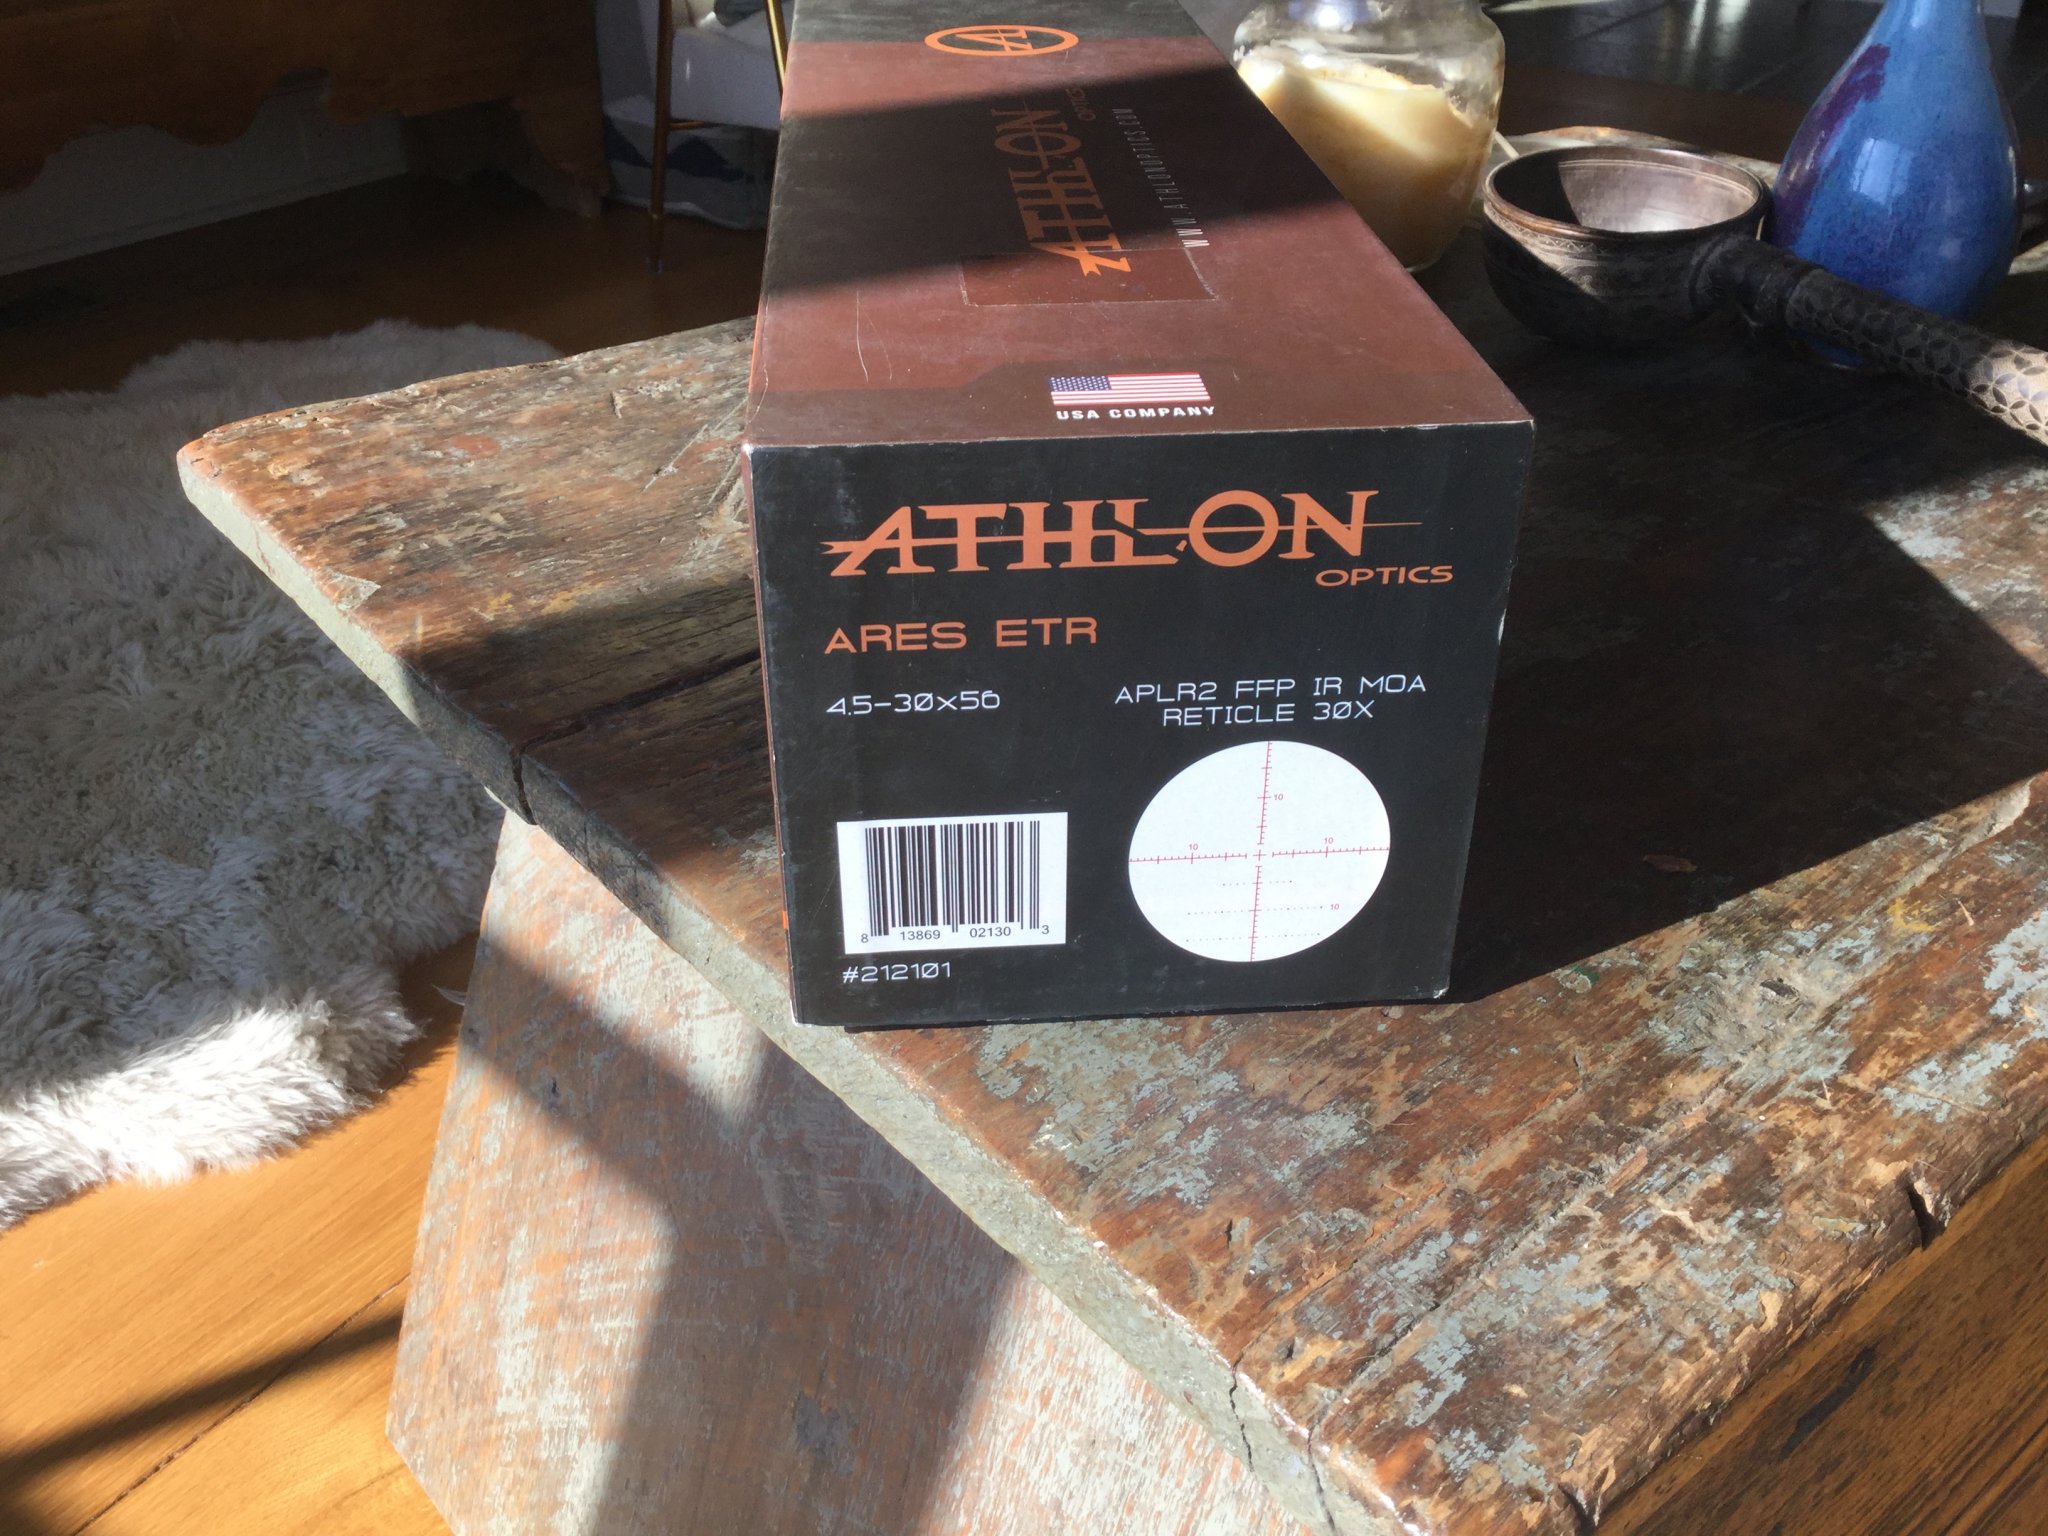 ATHLON
OPTICS
WWW.ATHLONOPTICS.COM
USA COMPANY
ATHLON
OPTICS
ARES ETR
4.5-30x56
APLR2 FFP IR MOA
RETICLE 30X
10
10
10
10
8 13869 02130 3
#212101